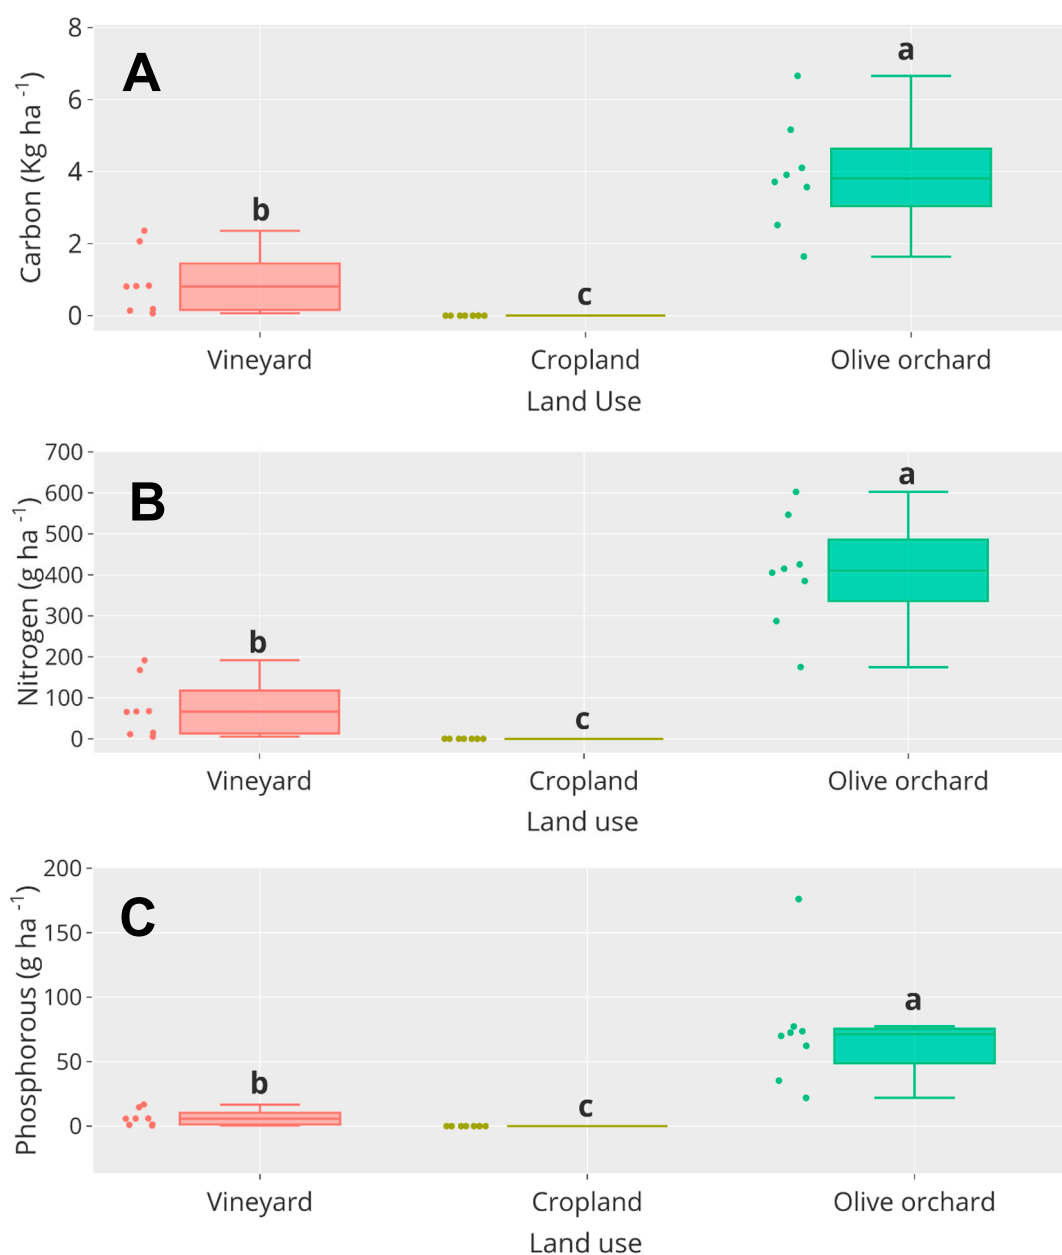 A
Carbon (Kg ha ⁻¹)
8
6
4
2
0
b
c
a
Vineyard Cropland Olive orchard
Land Use
B
Nitrogen (g ha ⁻¹)
700
600
500
400
300
200
100
0
b
c
a
Vineyard Cropland Olive orchard
Land use
C
Phosphorous (g ha ⁻¹)
200
150
100
50
0
b
c
a
Vineyard Cropland Olive orchard
Land use